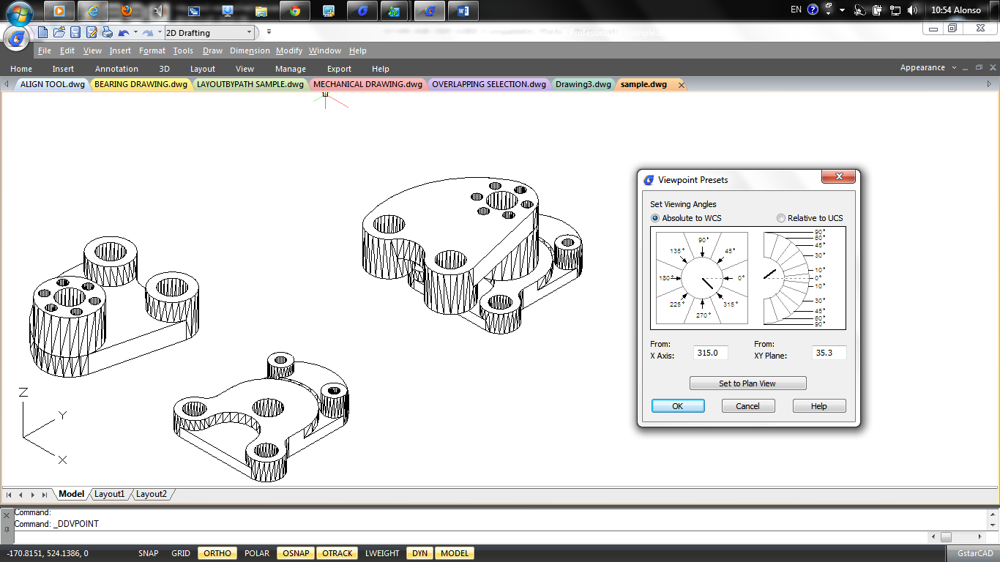 EN
10:54 Alonso
2D Drafting
File Edit View Insert Format Tools Draw Dimension Modify Window Help
Home Insert Annotation 3D Layout View Manage Export Help
Appearance
ALIGN TOOL.dwg BEARING DRAWING.dwg LAYOUTBYPATH SAMPLE.dwg MECHANICAL DRAWING.dwg OVERLAPPING SELECTION.dwg Drawing3.dwg sample.dwg
Z
Y
X
Viewpoint Presets
Set Viewing Angles
Absolute to WCS Relative to UCS
90°
135° 45°
180° 0°
225° 315°
270°
90°
60°
45°
30°
10°
0°
10°
30°
45°
60°
90°
From:
X Axis: 315.0
From:
XY Plane: 35.3
Set to Plan View
OK Cancel Help
Model Layout1 Layout2
Command:
Command: _DDVPOINT
-170.8151, 524.1386, 0 SNAP GRID ORTHO POLAR OSNAP OTRACK LWEIGHT DYN MODEL GstarCAD